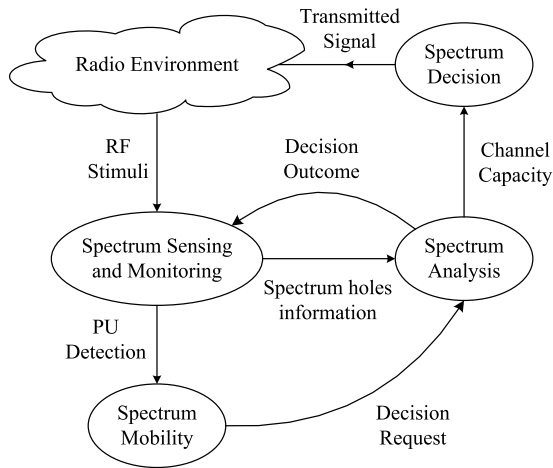 Transmitted
Signal
Radio Environment
Spectrum
Decision
RF
Stimuli
Decision
Outcome
Channel
Capacity
Spectrum Sensing
and Monitoring
Spectrum
Analysis
Spectrum holes
information
PU
Detection
Spectrum
Mobility
Decision
Request